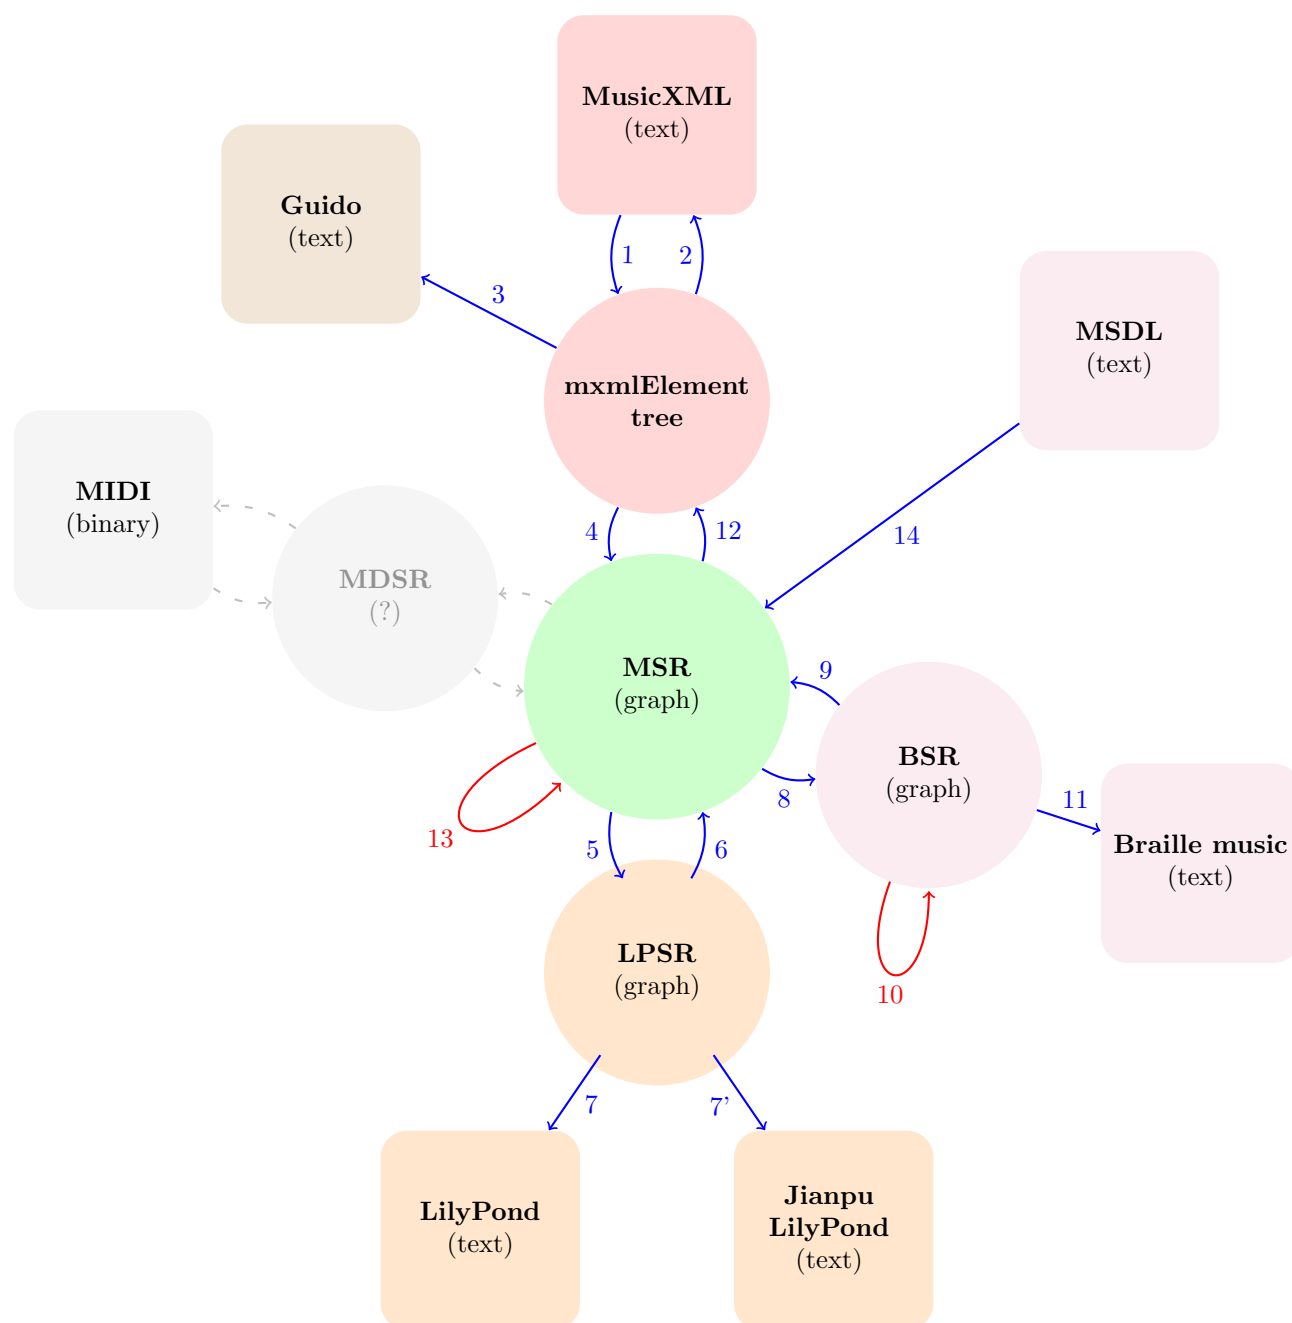 MusicXML
(text)
Guido
(text)
1
2
3
MSDL
(text)
mxmlElement
tree
MIDI
(binary)
4
12
14
MDSR
(?)
MSR
(graph)
9
BSR
(graph)
8
11
13
5
6
Braille music
(text)
LPSR
(graph)
10
7
7'
LilyPond
(text)
Jianpu
LilyPond
(text)